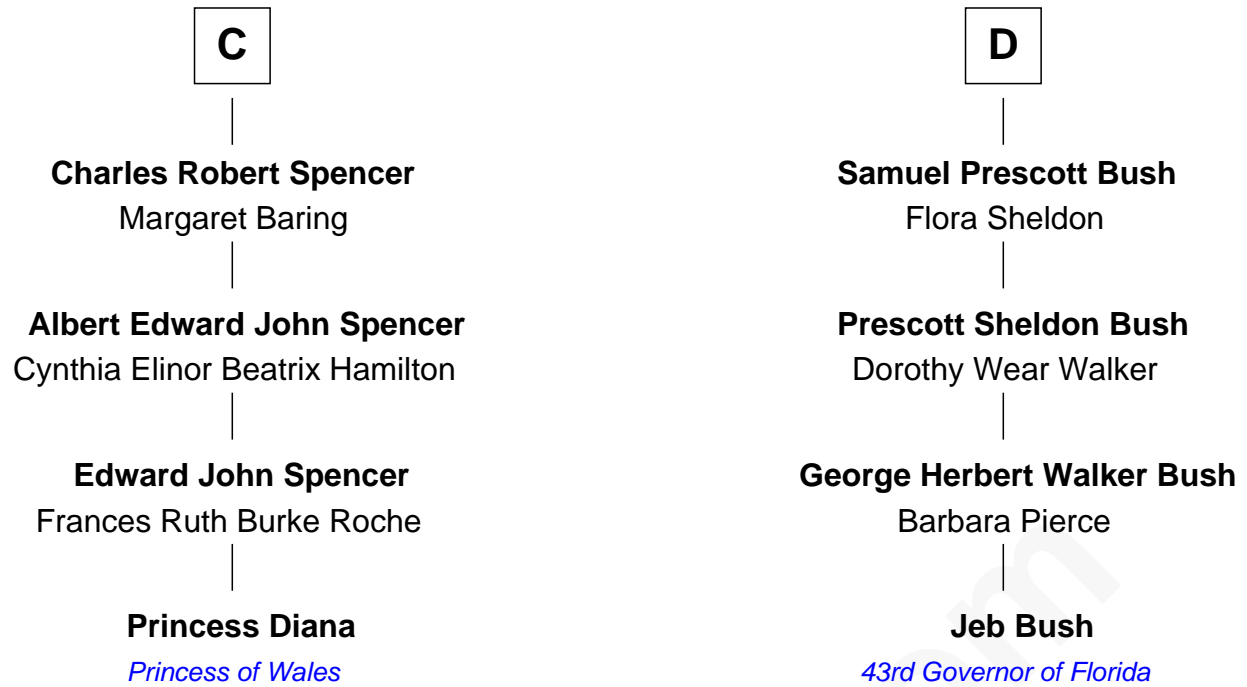 C
Charles Robert Spencer
Margaret Baring
Albert Edward John Spencer
Cynthia Elinor Beatrix Hamilton
Edward John Spencer
Frances Ruth Burke Roche
Princess Diana
Princess of Wales
D
Samuel Prescott Bush
Flora Sheldon
Prescott Sheldon Bush
Dorothy Wear Walker
George Herbert Walker Bush
Barbara Pierce
Jeb Bush
43rd Governor of Florida